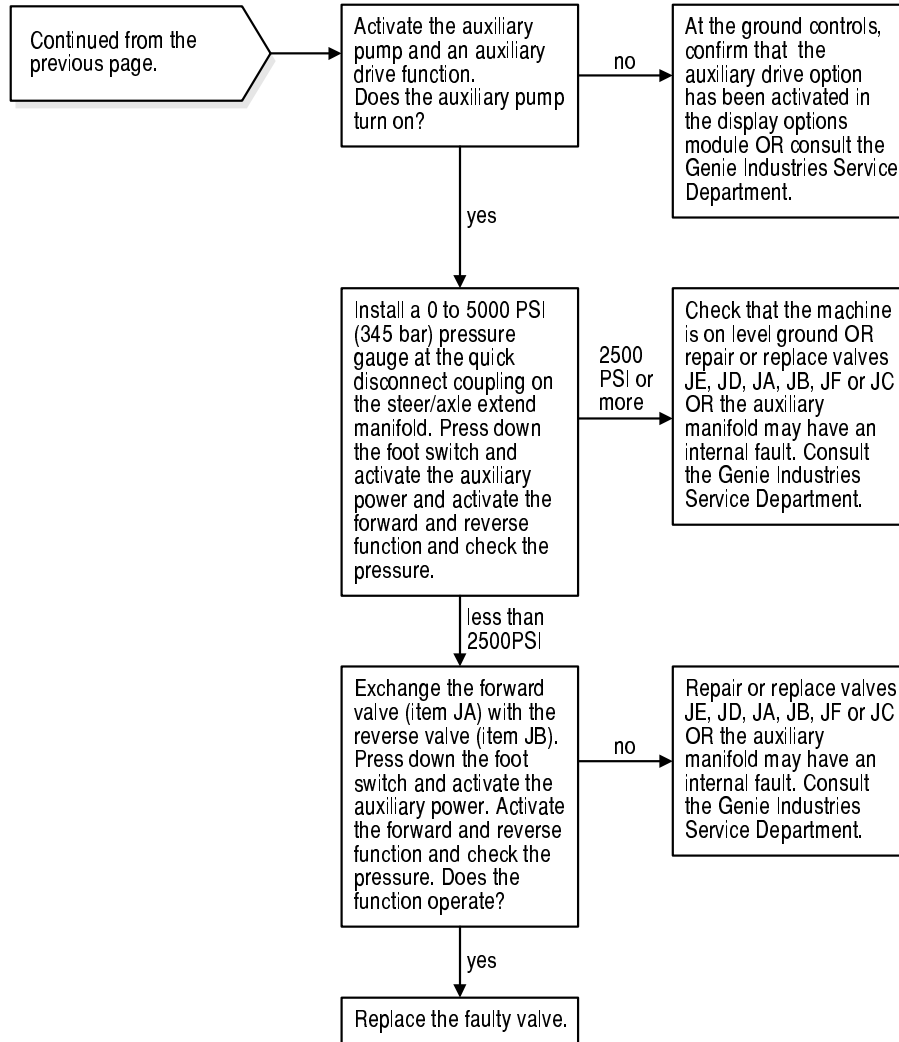 Continued from the
previous page.
Activate the auxiliary
pump and an auxiliary
drive function.
Does the auxiliary pump
turn on?
no
At the ground controls,
confirm that the
auxiliary drive option
has been activated in
the display options
module OR consult the
Genie Industries Service
Department.
yes
Install a 0 to 5000 PSI
(345 bar) pressure
gauge at the quick
disconnect coupling on
the steer/axle extend
manifold. Press down
the foot switch and
activate the auxiliary
power and activate the
forward and reverse
function and check the
pressure.
2500
PSI or
more
Check that the machine
is on level ground OR
repair or replace valves
JE, JD, JA, JB, JF or JC
OR the auxiliary
manifold may have an
internal fault. Consult
the Genie Industries
Service Department.
less than
2500PSI
Exchange the forward
valve (item JA) with the
reverse valve (item JB).
Press down the foot
switch and activate the
auxiliary power. Activate
the forward and reverse
function and check the
pressure. Does the
function operate?
no
Repair or replace valves
JE, JD, JA, JB, JF or JC
OR the auxiliary
manifold may have an
internal fault. Consult
the Genie Industries
Service Department.
yes
Replace the faulty valve.